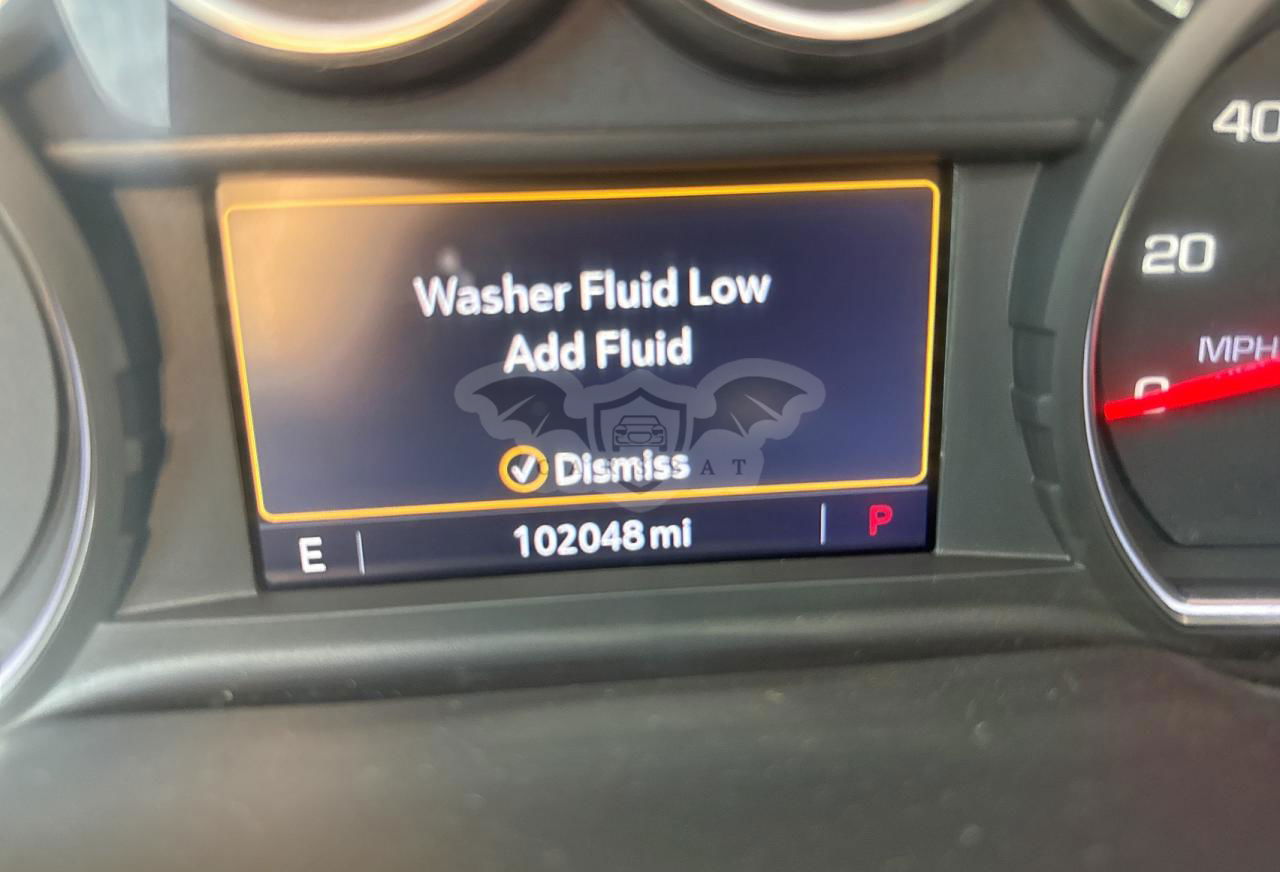 40
20
MPH
0
Washer Fluid Low
Add Fluid
Dismiss
E
102048 mi
P